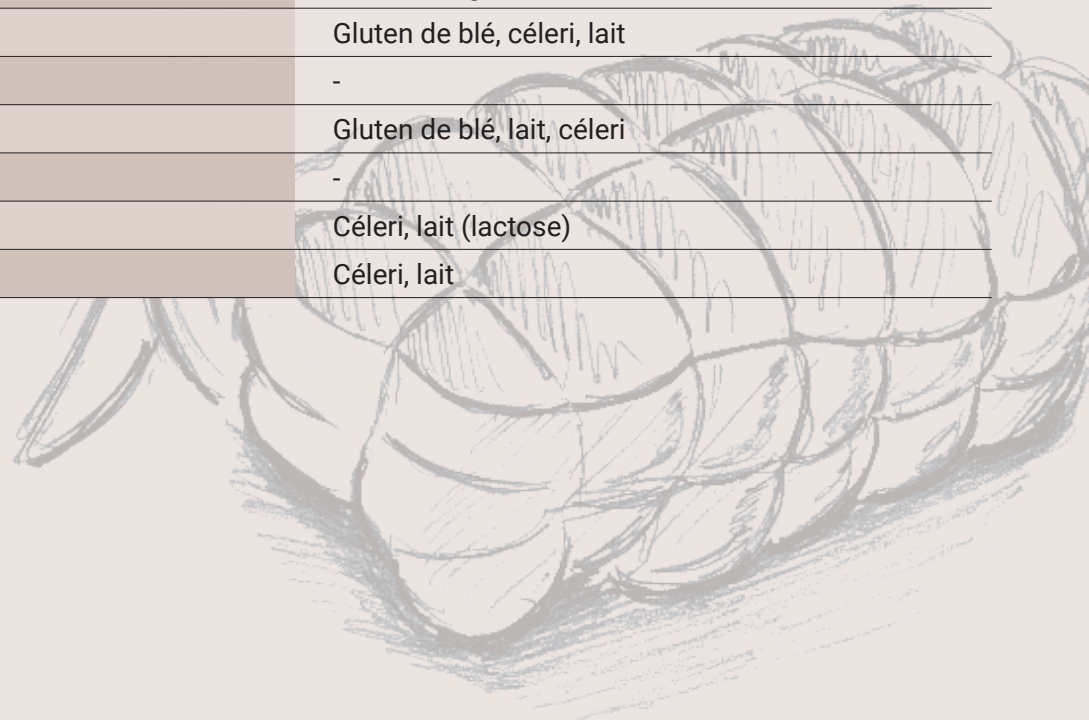 Gluten de blé, céleri, lait
-
Gluten de blé, lait, céleri
-
Céleri, lait (lactose)
Céleri, lait